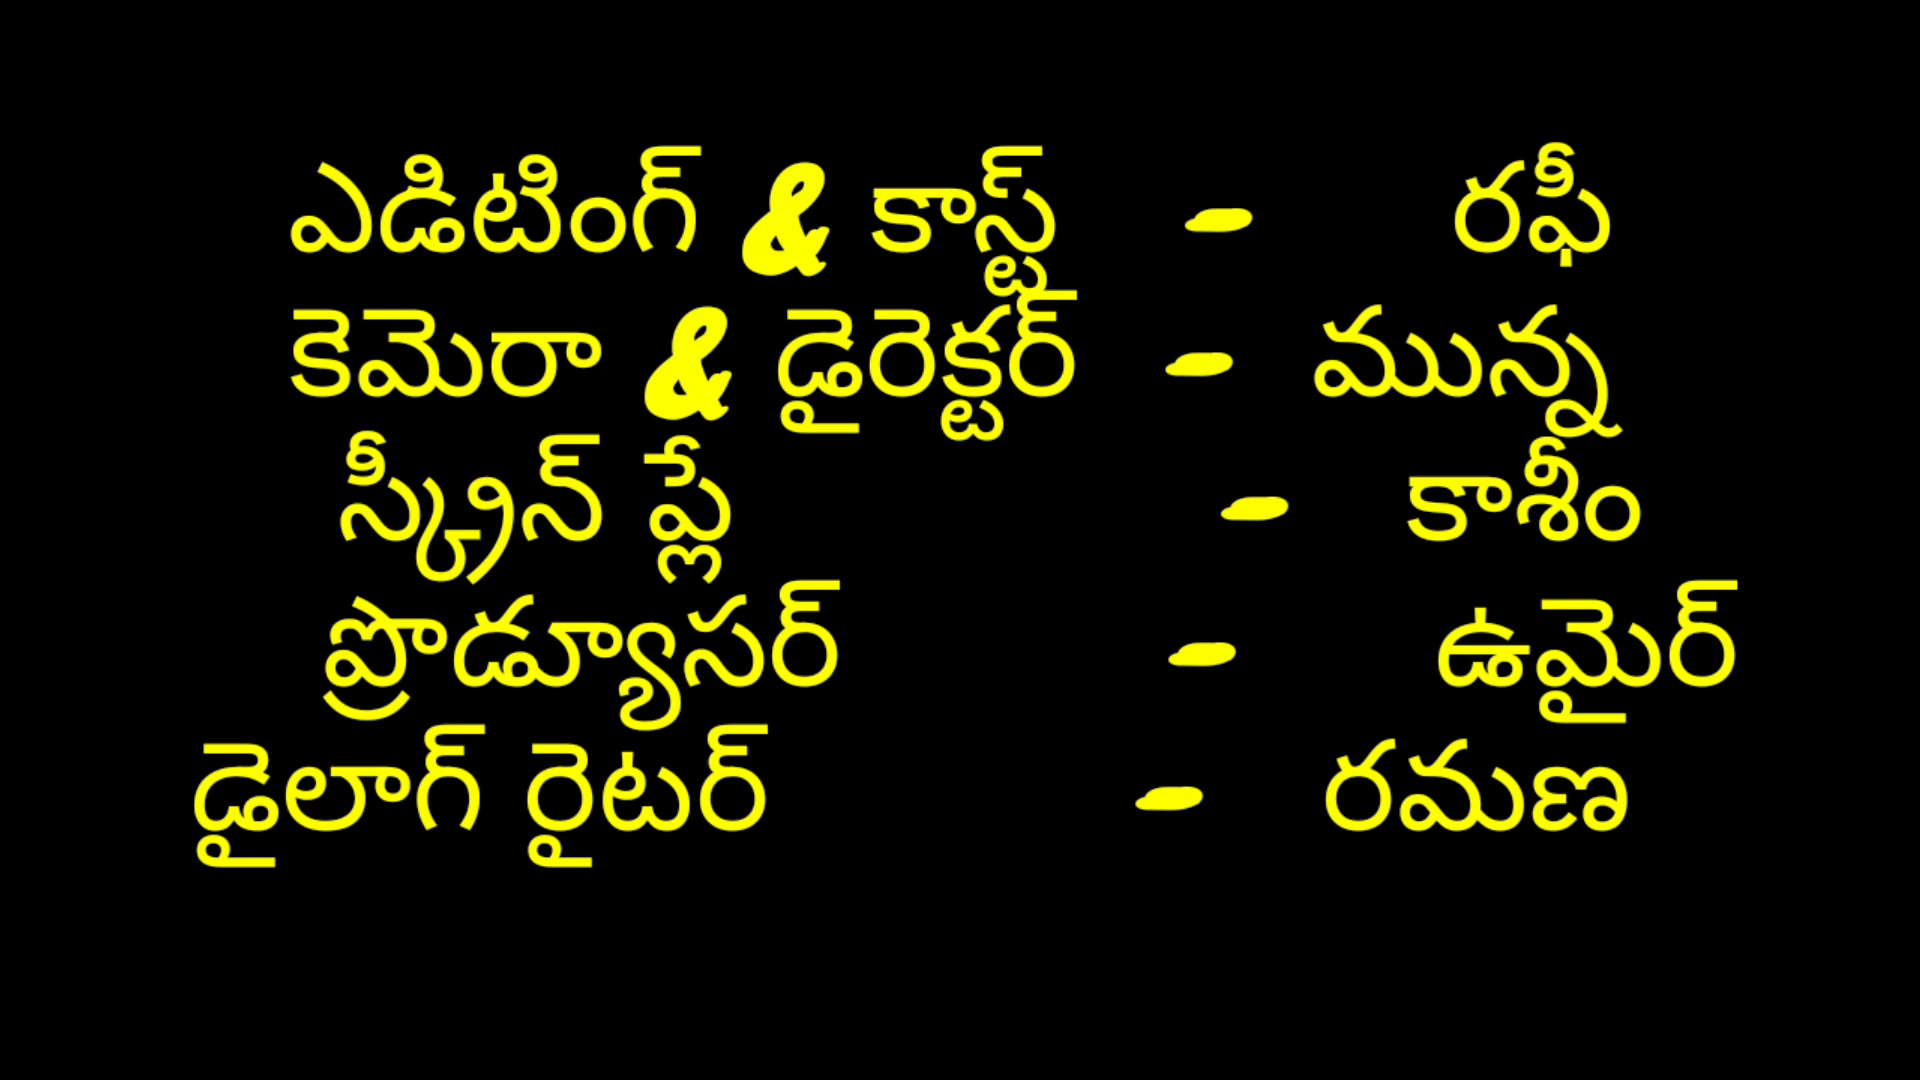 ఎడిటింగ్ & కాస్ట్ - రఫీ
కెమెరా & డైరెక్టర్ - మున్న
స్క్రీన్ ప్లే - కాశీం
ప్రొడ్యూసర్ - ఉమైర్
డైలాగ్ రైటర్ - రమణ